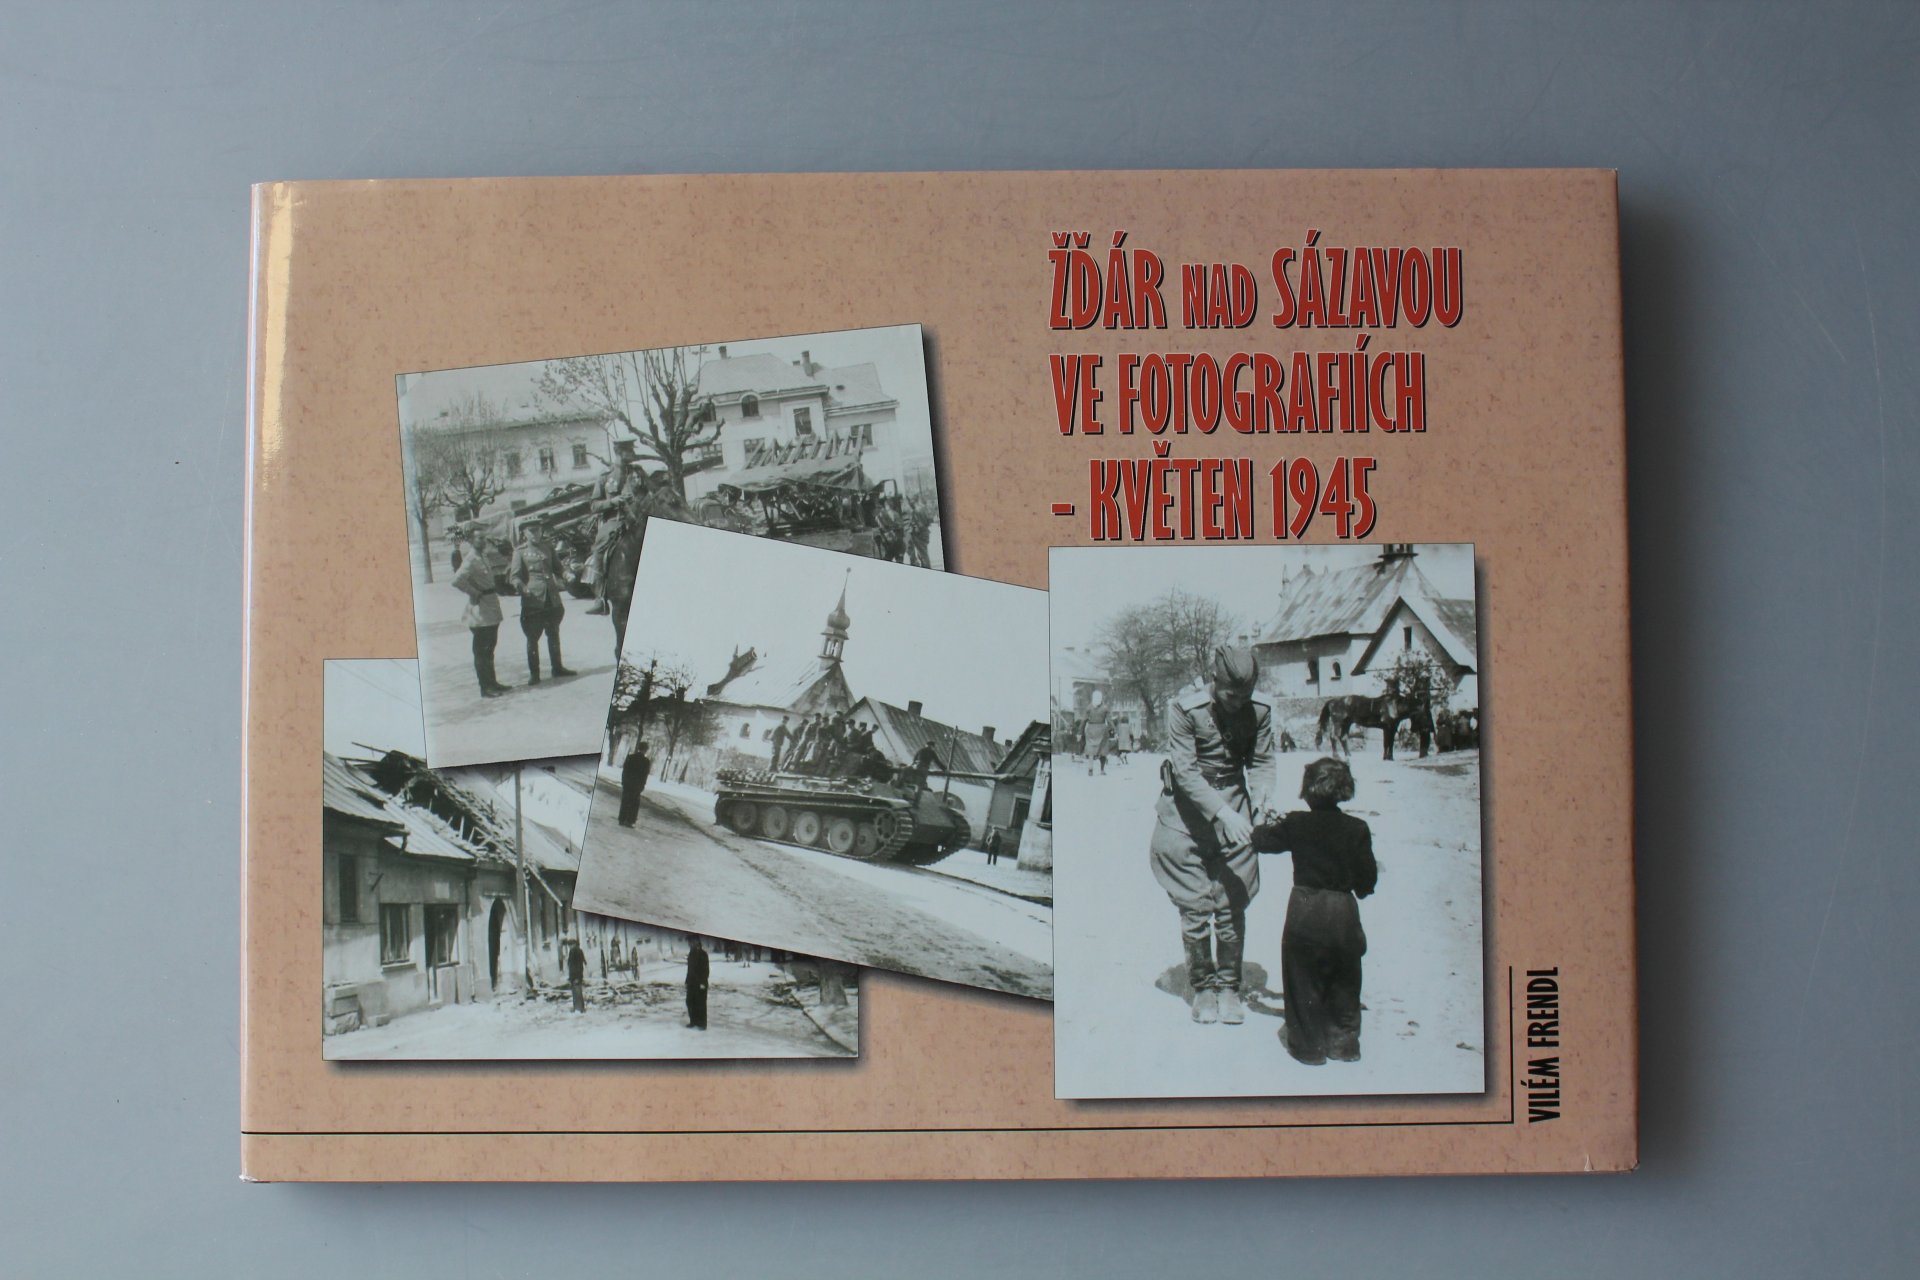 ŽĎÁR NAD SÁZAVOU
VE FOTOGRAFIÍCH
- KVĚTEN 1945
VILÉM FRENDL